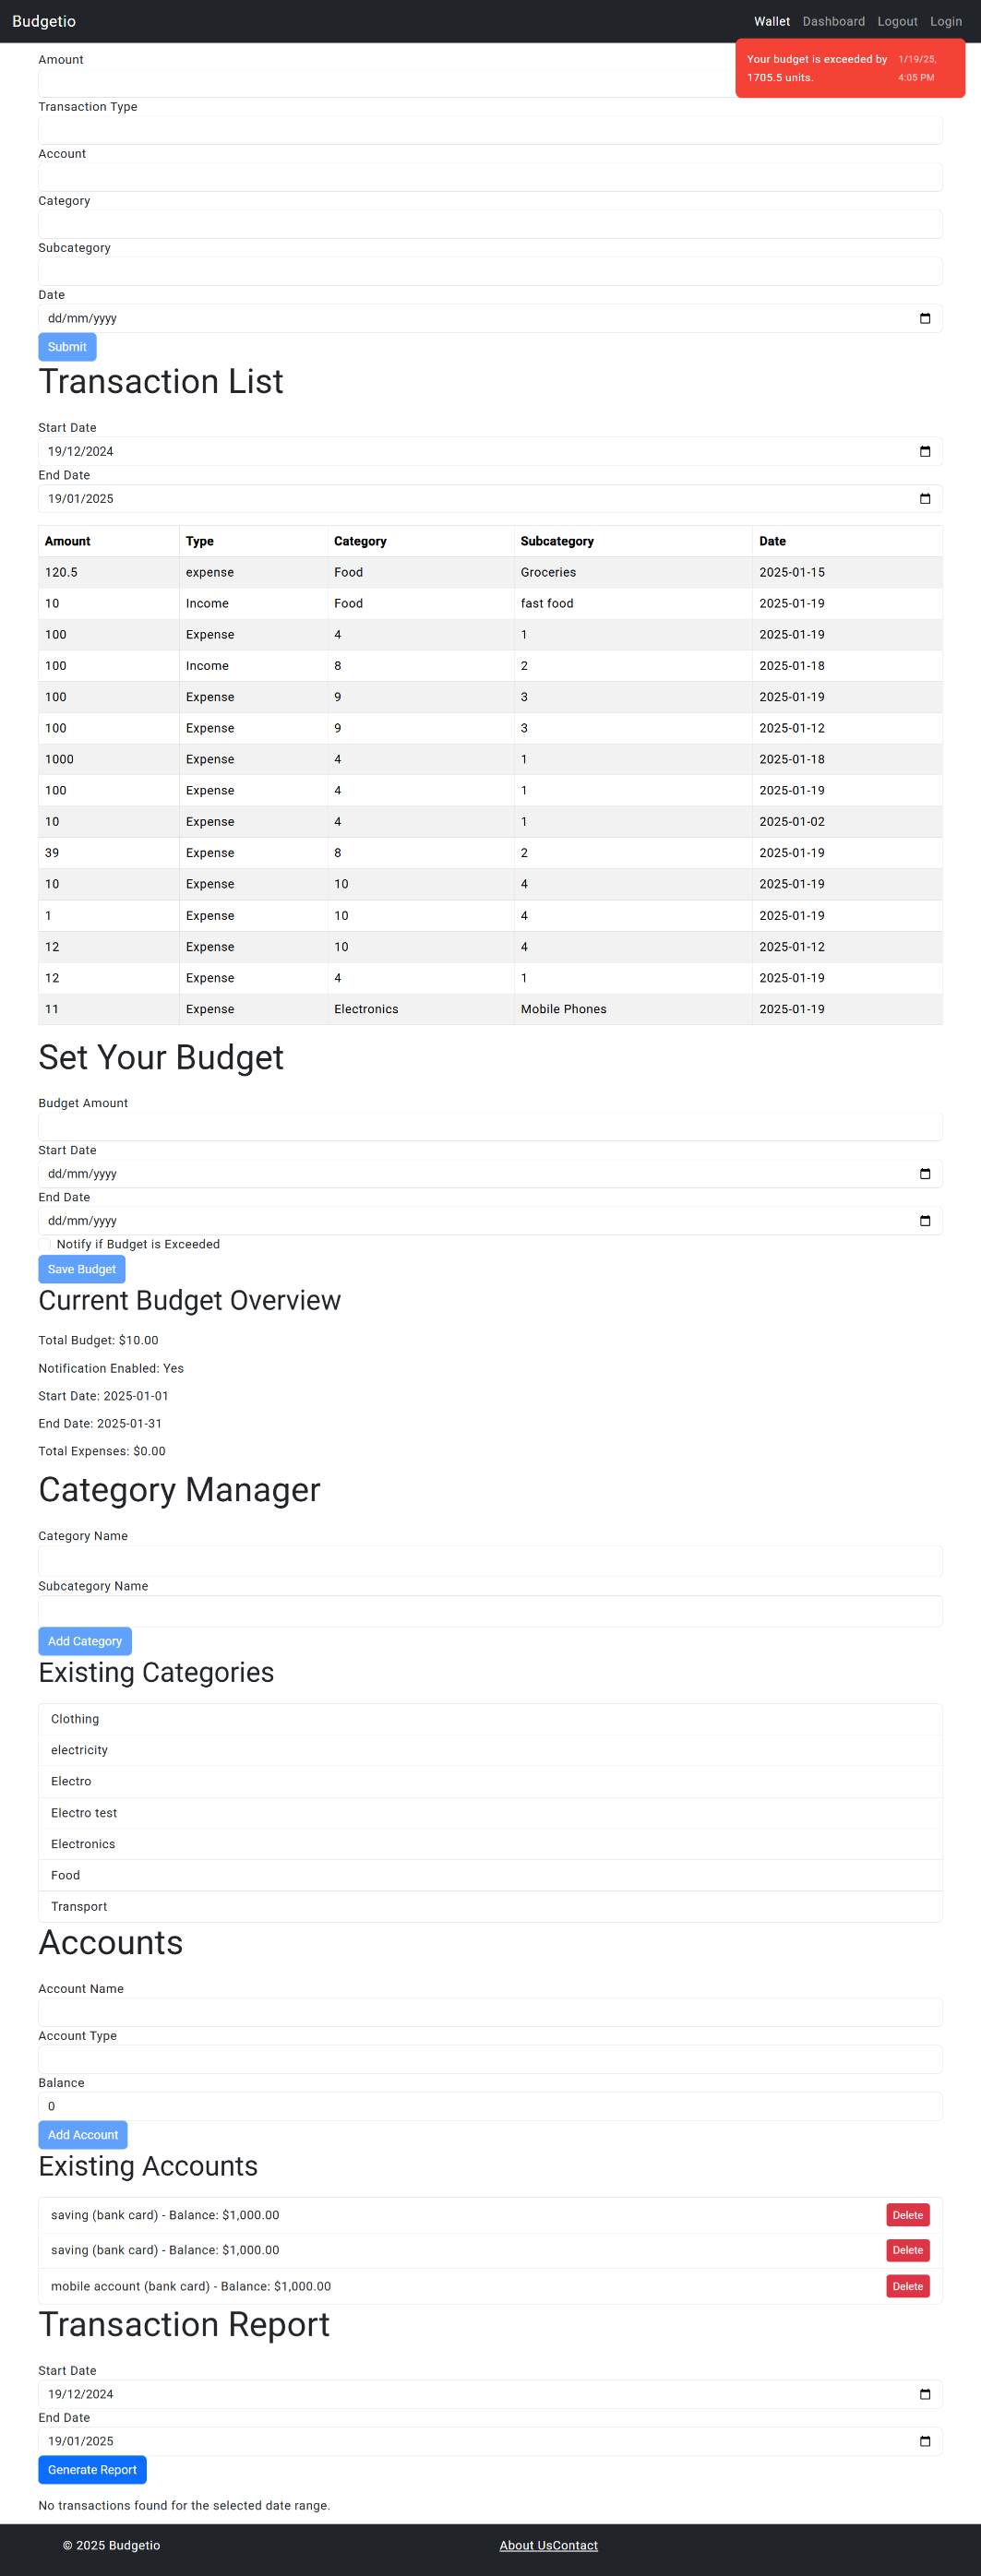 Budgetio
Wallet Dashboard Logout Login
Your budget is exceeded by 1/19/25,
1705.5 units. 4:05 PM
Amount
Transaction Type
Account
Category
Subcategory
Date
dd/mm/yyyy
Submit
Transaction List
Start Date
19/12/2024
End Date
19/01/2025
Amount Type Category Subcategory Date
120.5 expense Food Groceries 2025-01-15
10 Income Food fast food 2025-01-19
100 Expense 4 1 2025-01-19
100 Income 8 2 2025-01-18
100 Expense 9 3 2025-01-19
100 Expense 9 3 2025-01-12
1000 Expense 4 1 2025-01-18
100 Expense 4 1 2025-01-19
10 Expense 4 1 2025-01-02
39 Expense 8 2 2025-01-19
10 Expense 10 4 2025-01-19
1 Expense 10 4 2025-01-19
12 Expense 10 4 2025-01-12
12 Expense 4 1 2025-01-19
11 Expense Electronics Mobile Phones 2025-01-19
Set Your Budget
Budget Amount
Start Date
dd/mm/yyyy
End Date
dd/mm/yyyy
Notify if Budget is Exceeded
Save Budget
Current Budget Overview
Total Budget: $10.00
Notification Enabled: Yes
Start Date: 2025-01-01
End Date: 2025-01-31
Total Expenses: $0.00
Category Manager
Category Name
Subcategory Name
Add Category
Existing Categories
Clothing
electricity
Electro
Electro test
Electronics
Food
Transport
Accounts
Account Name
Account Type
Balance
0
Add Account
Existing Accounts
saving (bank card) - Balance: $1,000.00 Delete
saving (bank card) - Balance: $1,000.00 Delete
mobile account (bank card) - Balance: $1,000.00 Delete
Transaction Report
Start Date
19/12/2024
End Date
19/01/2025
Generate Report
No transactions found for the selected date range.
© 2025 Budgetio About UsContact